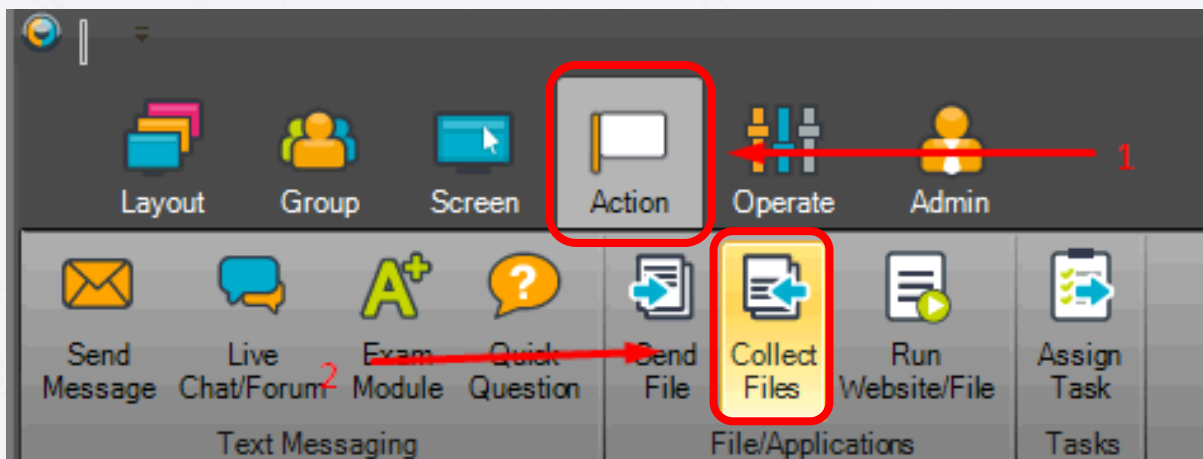 Layout
Group
Screen
Action
Operate
Admin
1
Send
Message
Live
Chat/Forum
2
Exam
Module
Quick
Question
Send
File
Collect
Files
Run
Website/File
Assign
Task
Text Messaging
File/Applications
Tasks